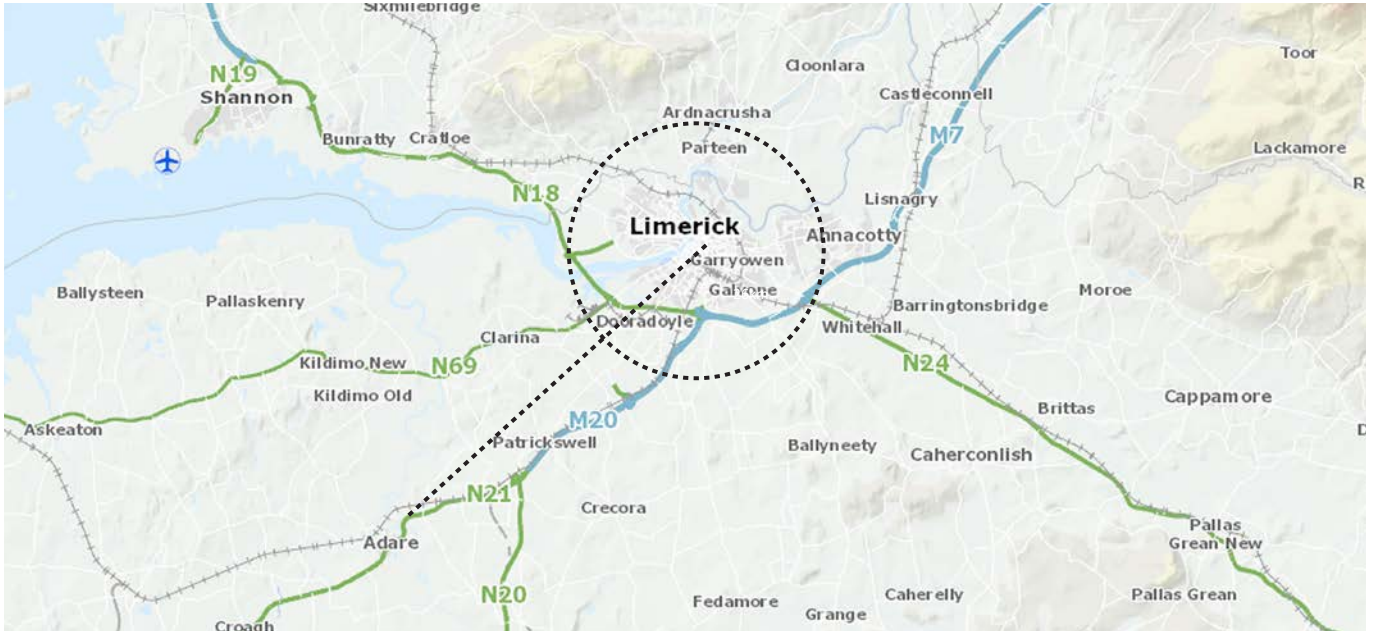 Sixmilebridge
N19
Shannon
Bunratty
Cratloe
N18
Cloonlara
Ardnacrusha
Parteen
Castleconnell
M7
Toor
Lackamore
R
Lisnagry
Limerick
Annacotty
Garryowen
Galvone
Ballysteen
Pallaskenry
Clarina
Dooradoyle
Barringtonsbridge
Whitehall
Moroe
Kildimo New
N69
N24
Kildimo Old
M20
Askeaton
Patrickswell
Ballyneety
Brittas
Cappamore
Caherconlish
D
N21
Crecora
Adare
Pallas
Grean New
N20
Fedamore
Grange
Caherelly
Pallas Grean
Croagh